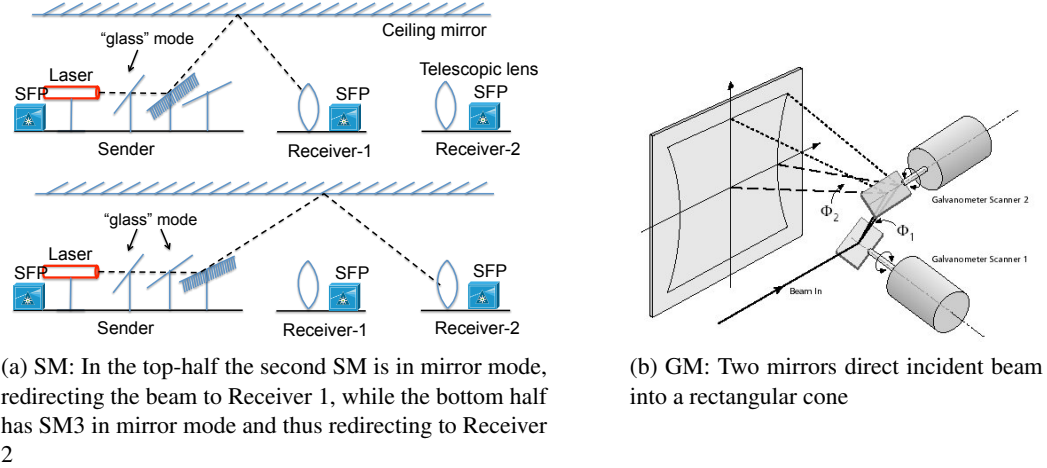 Ceiling mirror
“glass” mode
Laser
SFP
Telescopic lens
SFP
SFP
Sender
Receiver-1
Receiver-2
“glass” mode
Laser
SFP
SFP
SFP
Sender
Receiver-1
Receiver-2
(a) SM: In the top-half the second SM is in mirror mode,
redirecting the beam to Receiver 1, while the bottom half
has SM3 in mirror mode and thus redirecting to Receiver
2
Galvanometer Scanner 2
Φ2
Φ1
Galvanometer Scanner 1
Beam In
(b) GM: Two mirrors direct incident beam
into a rectangular cone